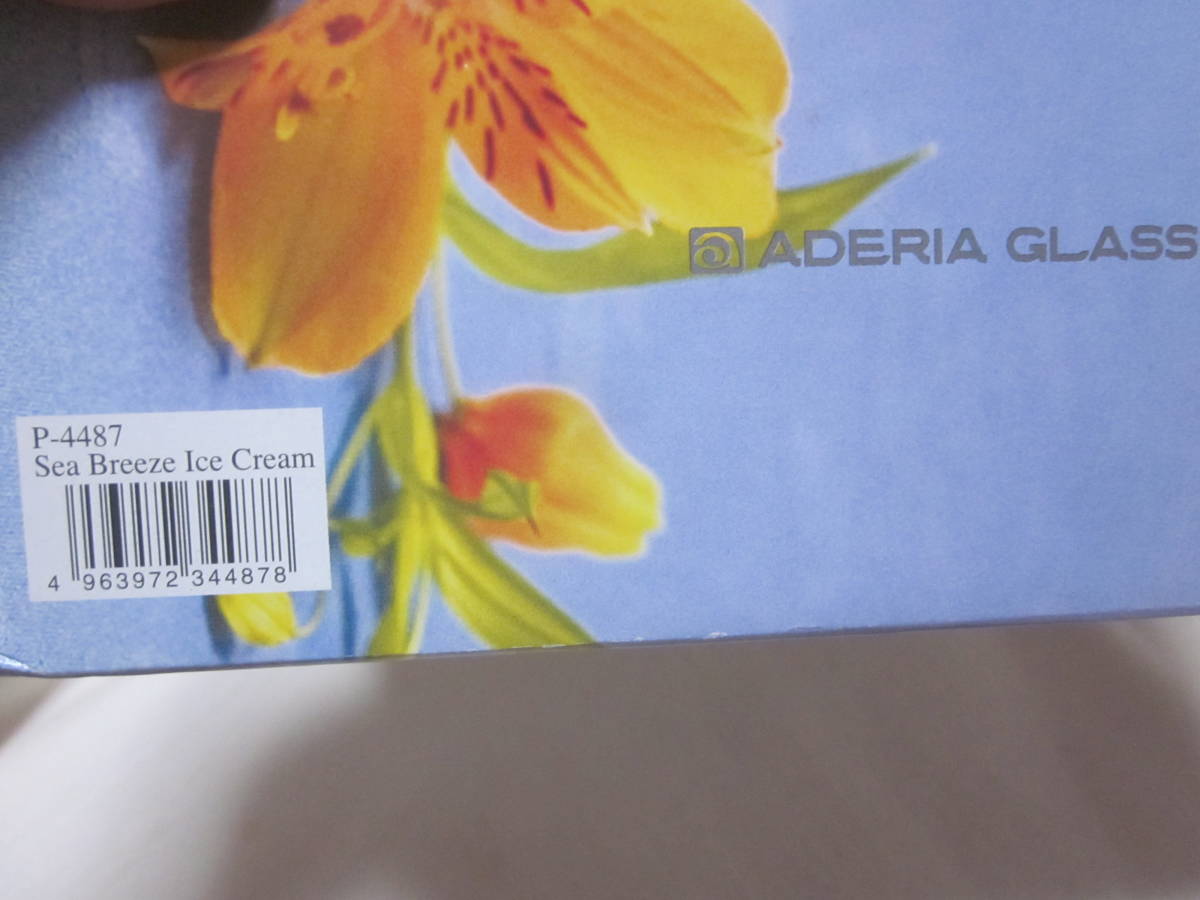 ADERIA GLASS
P-4487
Sea Breeze Ice Cream
4 963972 344878